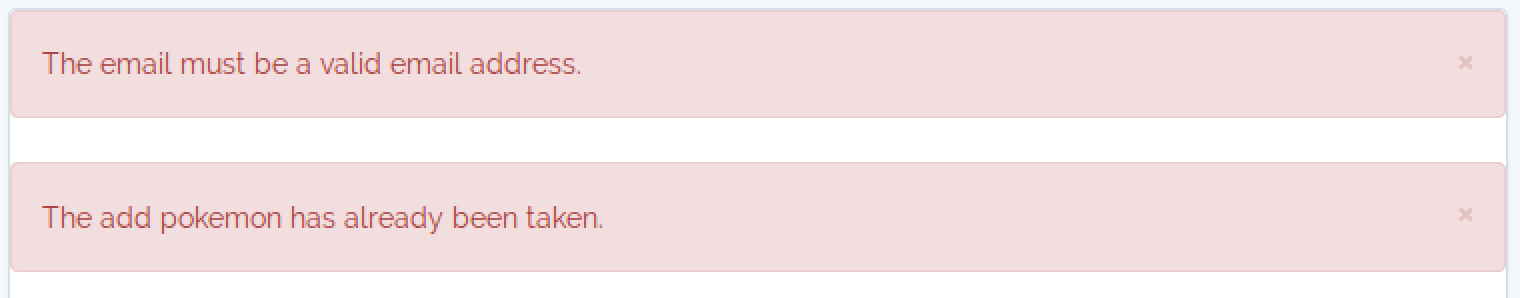 The email must be a valid email address.
×
The add pokemon has already been taken.
×